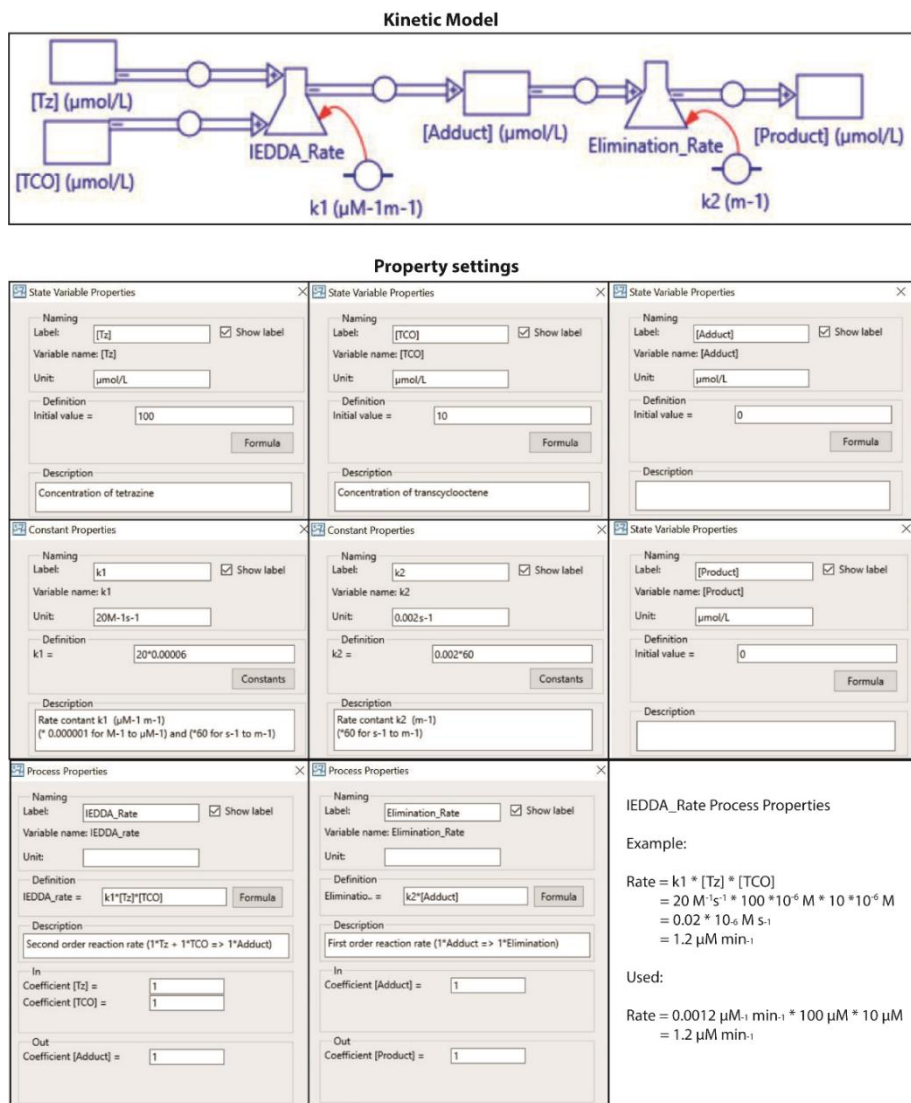 Kinetic Model
[Tz] (µmol/L)
[TCO] (µmol/L)
IEDDA_Rate
k1 (µM-1m-1)
[Adduct] (µmol/L)
Elimination_Rate
k2 (m-1)
[Product] (µmol/L)
Property settings
State Variable Properties
Naming
Label: [Tz] Show label
Variable name: [Tz]
Unit: µmol/L
Definition
Initial value = 100
Formula
Description
Concentration of tetrazine
State Variable Properties
Naming
Label: [TCO] Show label
Variable name: [TCO]
Unit: µmol/L
Definition
Initial value = 10
Formula
Description
Concentration of transcyclooctene
State Variable Properties
Naming
Label: [Adduct] Show label
Variable name: [Adduct]
Unit: µmol/L
Definition
Initial value = 0
Formula
Description
Constant Properties
Naming
Label: k1 Show label
Variable name: k1
Unit: 20M-1s-1
Definition
k1 = 20*0.00006
Constants
Description
Rate contant k1 (µM-1 m-1)
(* 0.000001 for M-1 to µM-1) and (*60 for s-1 to m-1)
Constant Properties
Naming
Label: k2 Show label
Variable name: k2
Unit: 0.002s-1
Definition
k2 = 0.002*60
Constants
Description
Rate contant k2 (m-1)
(*60 for s-1 to m-1)
State Variable Properties
Naming
Label: [Product] Show label
Variable name: [Product]
Unit: µmol/L
Definition
Initial value = 0
Formula
Description
Process Properties
Naming
Label: IEDDA_Rate Show label
Variable name: IEDDA_rate
Unit:
Definition
IEDDA_rate = k1*[Tz]*[TCO] Formula
Description
Second order reaction rate (1*Tz + 1*TCO => 1*Adduct)
In
Coefficient [Tz] = 1
Coefficient [TCO] = 1
Out
Coefficient [Adduct] = 1
Process Properties
Naming
Label: Elimination_Rate Show label
Variable name: Elimination_Rate
Unit:
Definition
Eliminatio.. = k2*[Adduct] Formula
Description
First order reaction rate (1*Adduct => 1*Elimination)
In
Coefficient [Adduct] = 1
Out
Coefficient [Product] = 1
IEDDA_Rate Process Properties
Example:
Rate = k1 * [Tz] * [TCO]
= 20 M⁻¹s⁻¹ * 100 *10⁻⁶ M * 10 *10⁻⁶ M
= 0.02 * 10₋₆ M s₋₁
= 1.2 µM min₋₁
Used:
Rate = 0.0012 µM₋₁ min₋₁ * 100 µM * 10 µM
= 1.2 µM min₋₁